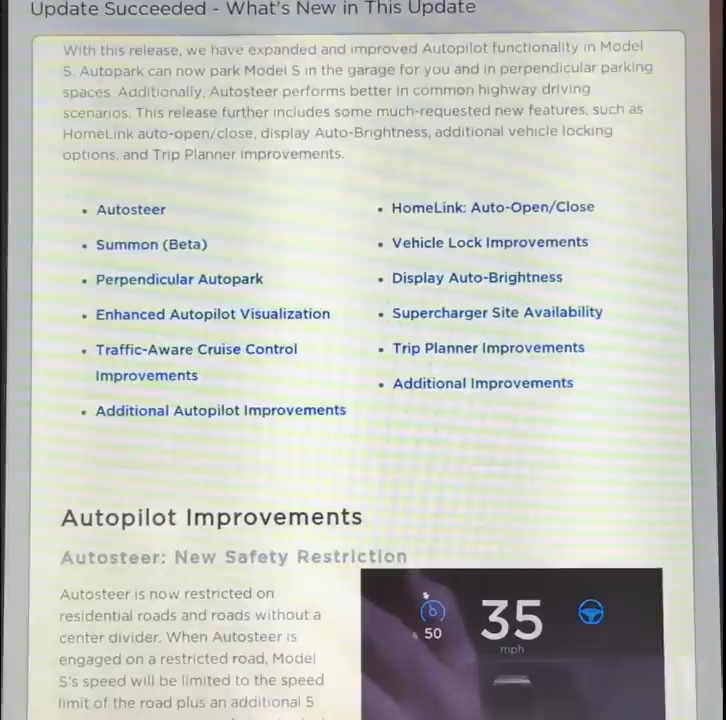 Update Succeeded - What's New in This Update
With this release, we have expanded and improved Autopilot functionality in Model
S. Autopark can now park Model S in the garage for you and in perpendicular parking
spaces. Additionally, Autosteer performs better in common highway driving
scenarios. This release further includes some much-requested new features, such as
HomeLink auto-open/close, display Auto-Brightness, additional vehicle locking
options, and Trip Planner improvements.
• Autosteer
• Summon (Beta)
• Perpendicular Autopark
• Enhanced Autopilot Visualization
• Traffic-Aware Cruise Control
Improvements
• Additional Autopilot Improvements
• HomeLink: Auto-Open/Close
• Vehicle Lock Improvements
• Display Auto-Brightness
• Supercharger Site Availability
• Trip Planner Improvements
• Additional Improvements
Autopilot Improvements
Autosteer: New Safety Restriction
Autosteer is now restricted on
residential roads and roads without a
center divider. When Autosteer is
engaged on a restricted road, Model
S's speed will be limited to the speed
limit of the road plus an additional 5
50
35
mph